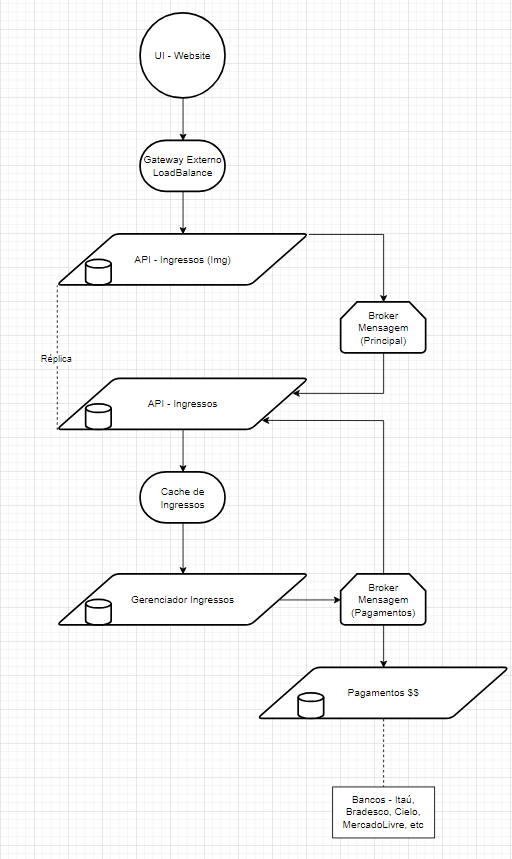 UI - Website
Gateway Externo
LoadBalance
API - Ingressos (Img)
Broker
Mensagem
(Principal)
Réplica
API - Ingressos
Cache de
Ingressos
Gerenciador Ingressos
Broker
Mensagem
(Pagamentos)
Pagamentos $$
Bancos - Itaú,
Bradesco, Cielo,
MercadoLivre, etc